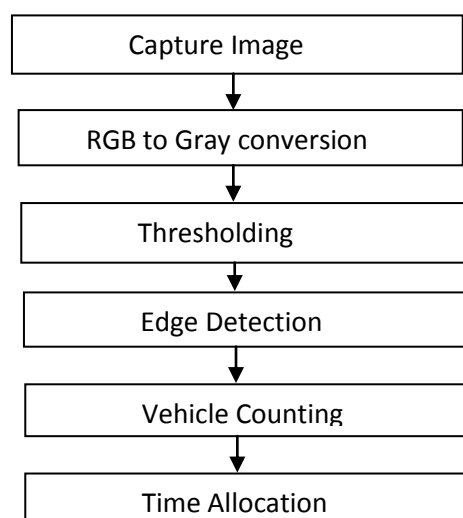 Capture Image
RGB to Gray conversion
Thresholding
Edge Detection
Vehicle Counting
Time Allocation